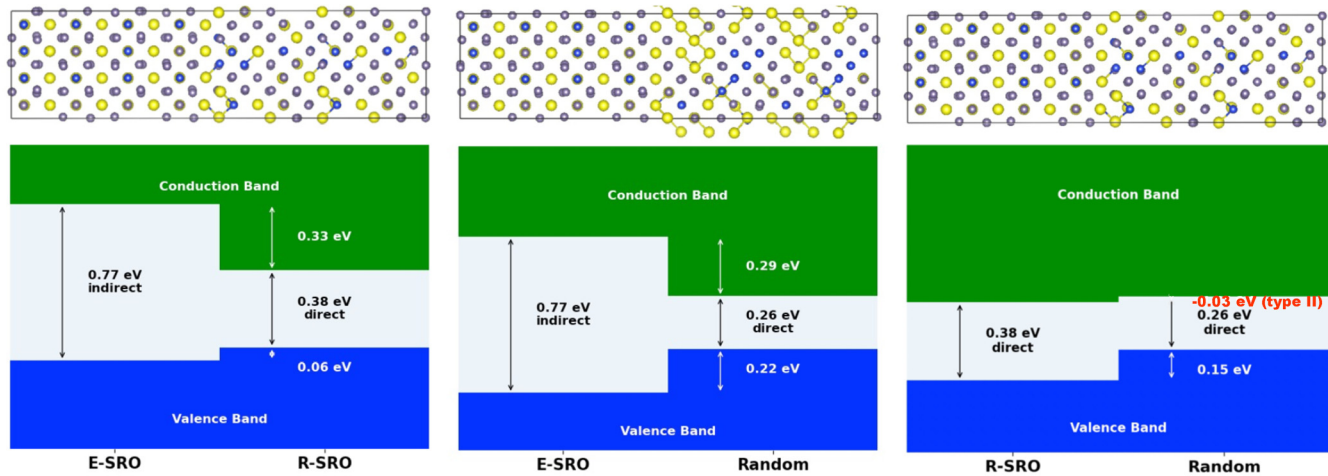 Conduction Band
0.33 eV
0.77 eV
indirect
0.38 eV
direct
0.06 eV
Valence Band
E-SRO
R-SRO
Conduction Band
0.29 eV
0.77 eV
indirect
0.26 eV
direct
0.22 eV
Valence Band
E-SRO
Random
Conduction Band
-0.03 eV (type II)
0.38 eV
direct
0.26 eV
direct
0.15 eV
Valence Band
R-SRO
Random